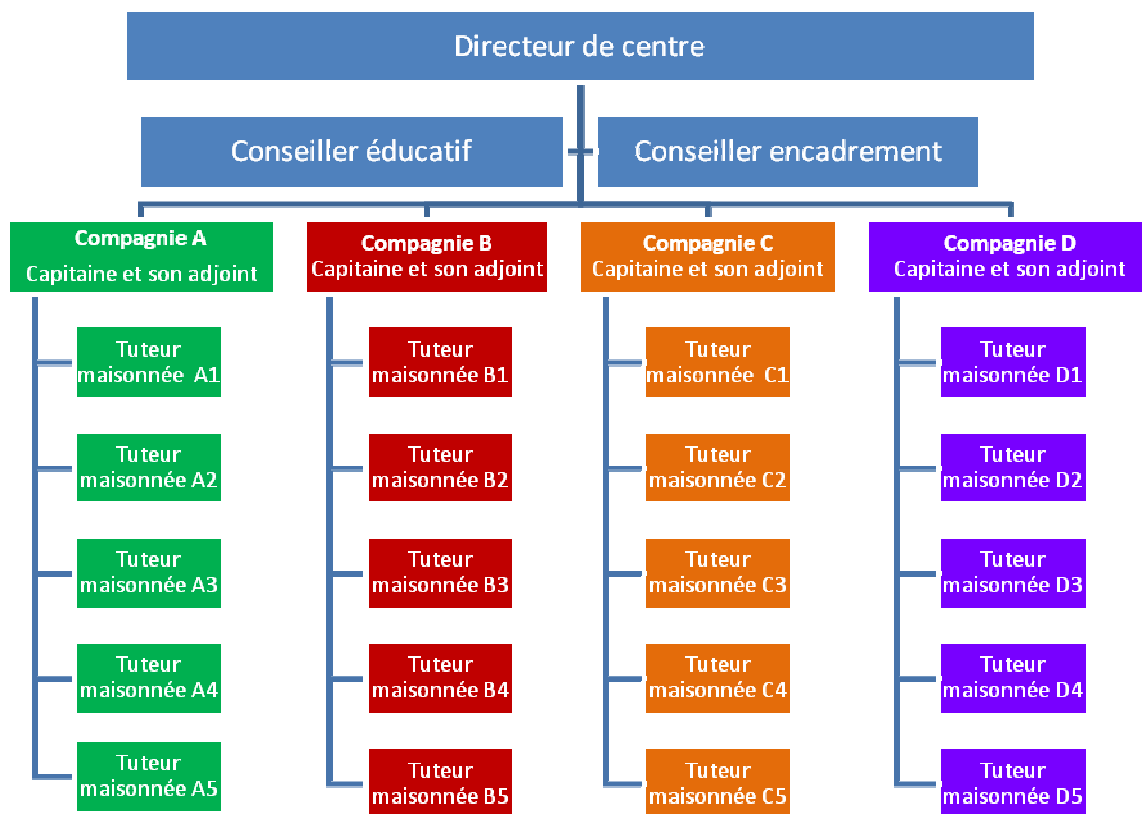 Directeur de centre
Conseiller éducatif
Conseiller encadrement
Compagnie A
Capitaine et son adjoint
Compagnie B
Capitaine et son adjoint
Compagnie C
Capitaine et son adjoint
Compagnie D
Capitaine et son adjoint
Tuteur
maisonnée A1
Tuteur
maisonnée A2
Tuteur
maisonnée A3
Tuteur
maisonnée A4
Tuteur
maisonnée A5
Tuteur
maisonnée B1
Tuteur
maisonnée B2
Tuteur
maisonnée B3
Tuteur
maisonnée B4
Tuteur
maisonnée B5
Tuteur
maisonnée C1
Tuteur
maisonnée C2
Tuteur
maisonnée C3
Tuteur
maisonnée C4
Tuteur
maisonnée C5
Tuteur
maisonnée D1
Tuteur
maisonnée D2
Tuteur
maisonnée D3
Tuteur
maisonnée D4
Tuteur
maisonnée D5